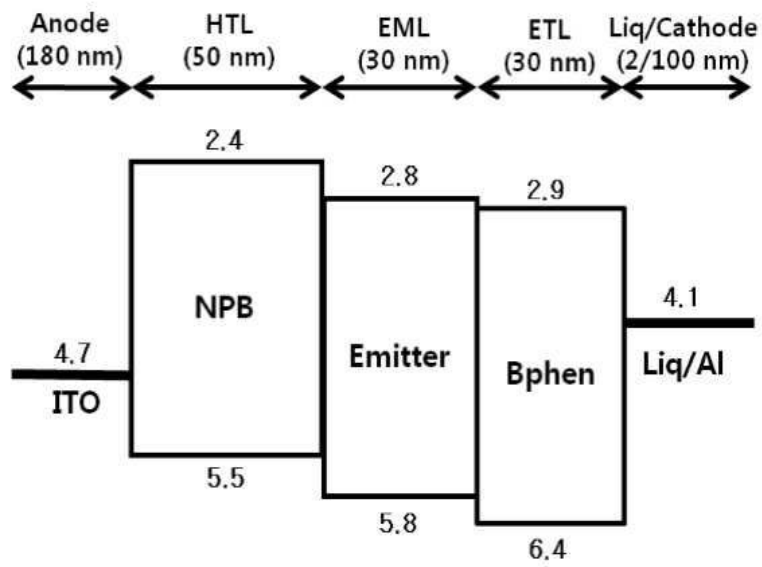 Anode
(180 nm)
HTL
(50 nm)
EML
(30 nm)
ETL
(30 nm)
Liq/Cathode
(2/100 nm)
2.4
2.8
2.9
4.1
4.7
ITO
NPB
Emitter
Bphen
Liq/Al
5.5
5.8
6.4